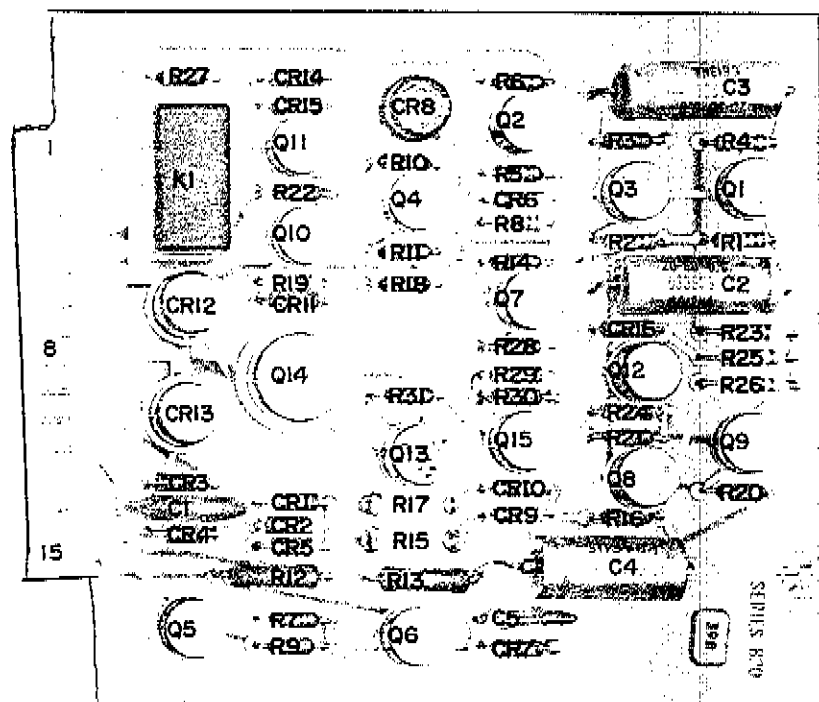 R27 CR14 R6 C3
CR15 CR8 Q2
1 Q11 R3 R4
K1 R10 R5 Q3 Q1
R22 Q4 CR6
Q10 R8
R11 R2 R1
R14
R19 R18 C2
CR12 CR11 Q7
CR16 R23
8 R28 R25
Q14 R29 Q12 R26
CR13 R31 R30
R24
Q13 Q15 R21 Q9
CR3 CR10 Q8 R20
C1 CR1 R17
CR4 CR2 CR9 R16
15 CR5 R15
R12 R13 C4
Q5 R7 Q6 C5
R9 CR7
SERIES 820